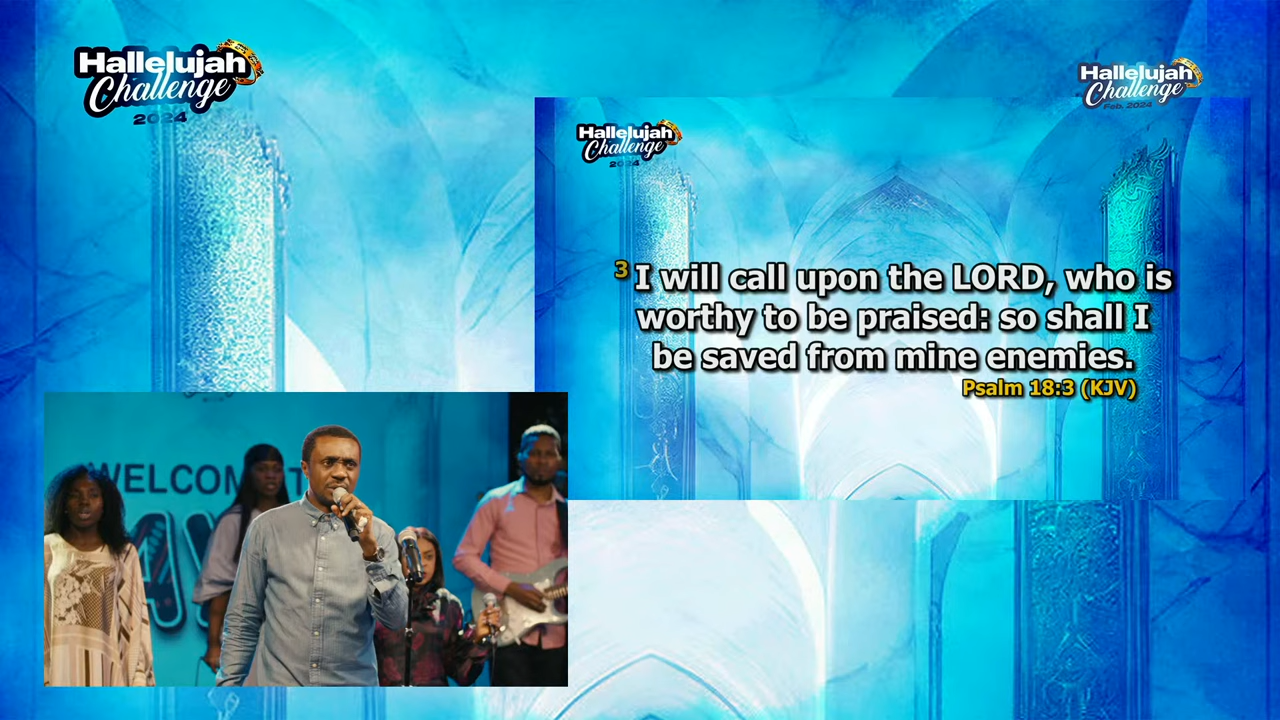 Hallelujah
Challenge
2024
Hallelujah
Challenge
Feb. 2024
Hallelujah
Challenge
2024
3 I will call upon the LORD, who is
worthy to be praised: so shall I
be saved from mine enemies.
Psalm 18:3 (KJV)